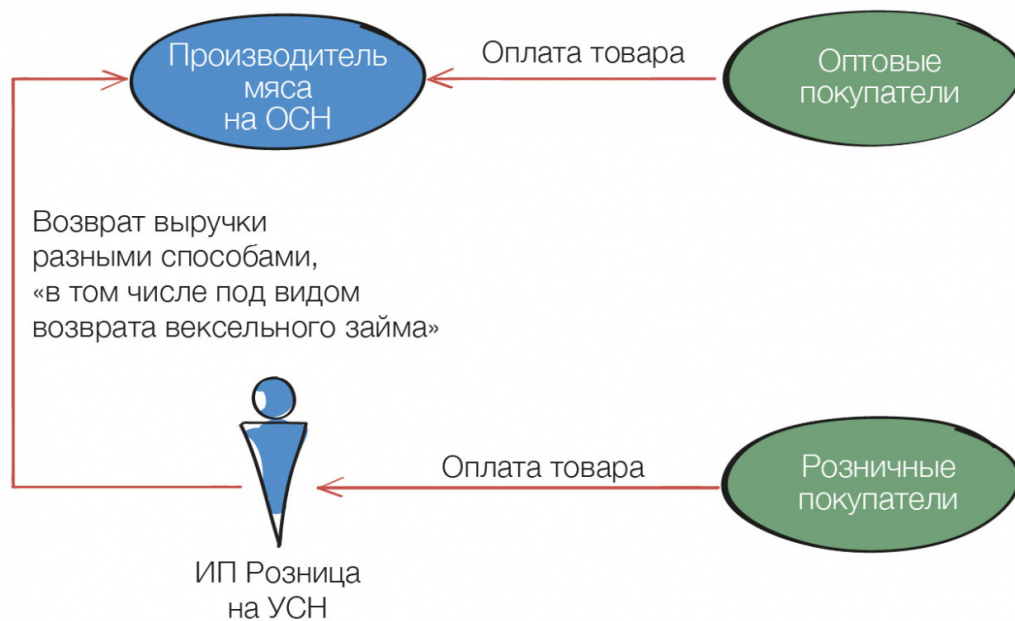 Производитель
мяса
на ОСН
Оплата товара
Оптовые
покупатели
Возврат выручки
разными способами,
«в том числе под видом
возврата вексельного займа»
Оплата товара
Розничные
покупатели
ИП Розница
на УСН